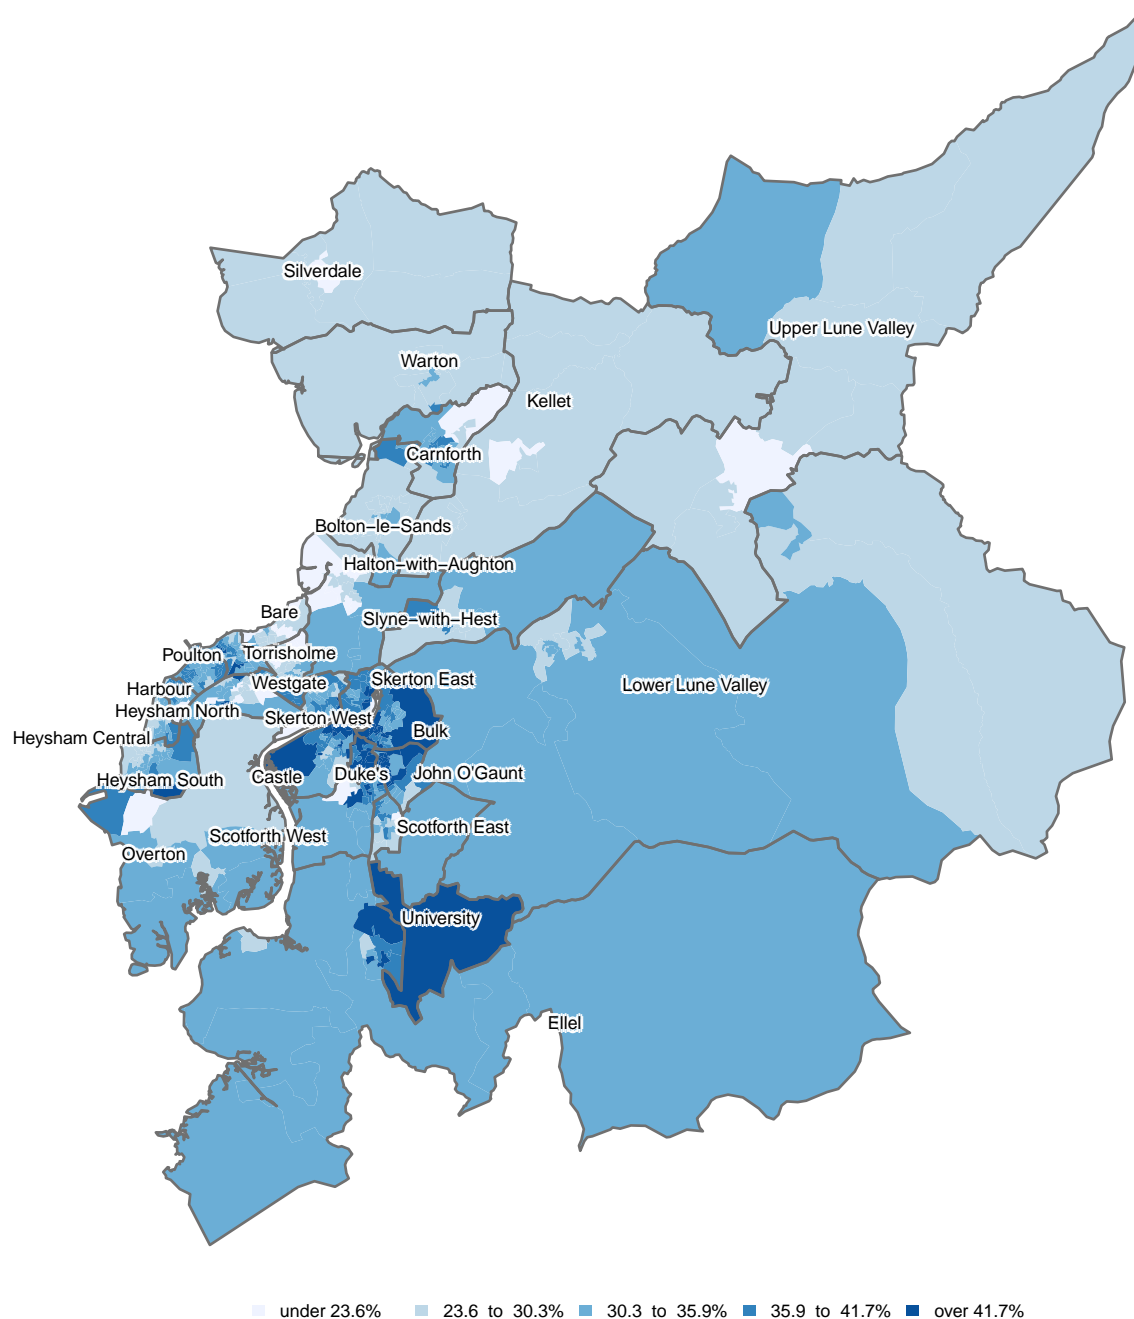 Silverdale
Upper Lune Valley
Warton
Kellet
Carnforth
Bolton−le−Sands
Halton−with−Aughton
Bare
Slyne−with−Hest
Poulton
Torrisholme
Harbour
Westgate
Skerton East
Lower Lune Valley
Heysham North
Skerton West
Heysham Central
Bulk
Heysham South
Castle
Duke's
John O'Gaunt
Scotforth West
Scotforth East
Overton
University
Ellel
under 23.6%
23.6 to 30.3%
30.3 to 35.9%
35.9 to 41.7%
over 41.7%